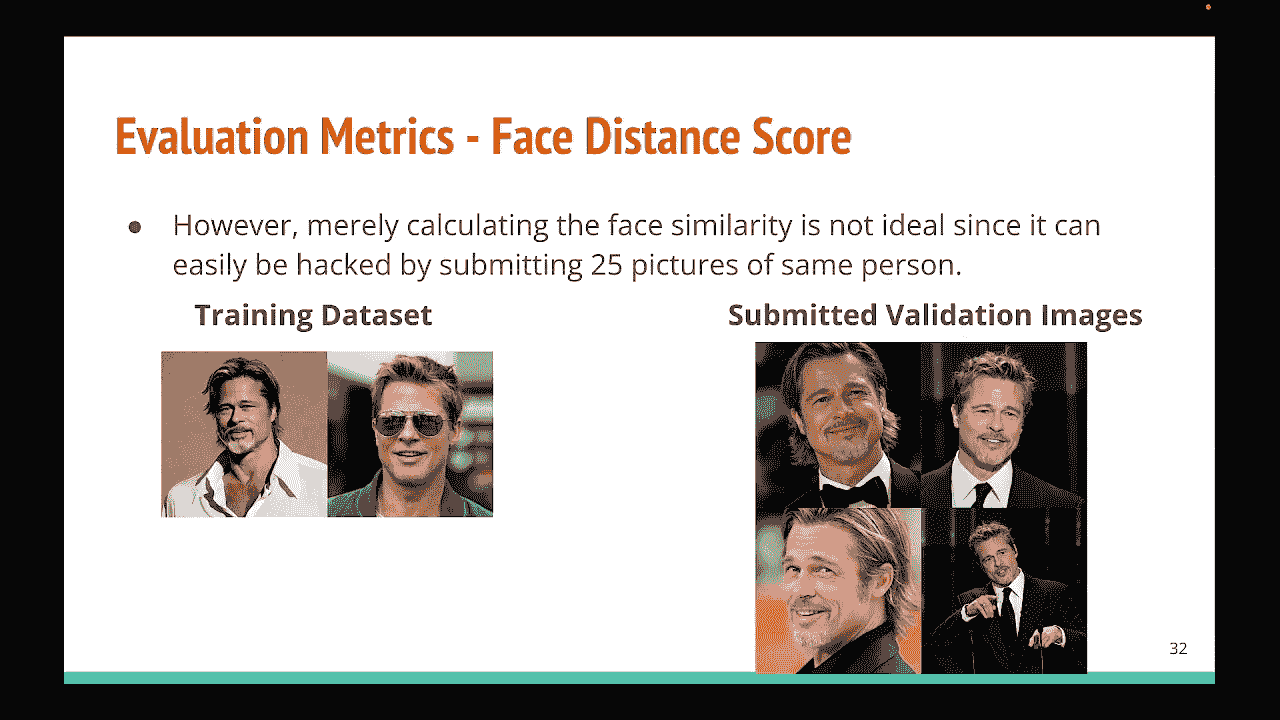 Evaluation Metrics - Face Distance Score
● However, merely calculating the face similarity is not ideal since it can
easily be hacked by submitting 25 pictures of same person.
Training Dataset
Submitted Validation Images
32